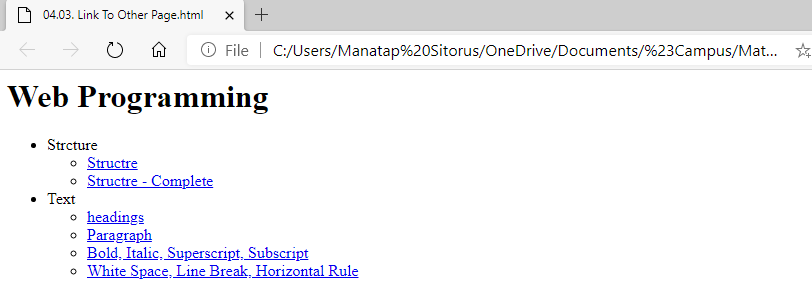 04.03. Link To Other Page.html
File
C:/Users/Manatap%20Sitorus/OneDrive/Documents/%23Campus/Mat...
Web Programming
Strcture
Structre
Structre - Complete
Text
headings
Paragraph
Bold, Italic, Superscript, Subscript
White Space, Line Break, Horizontal Rule